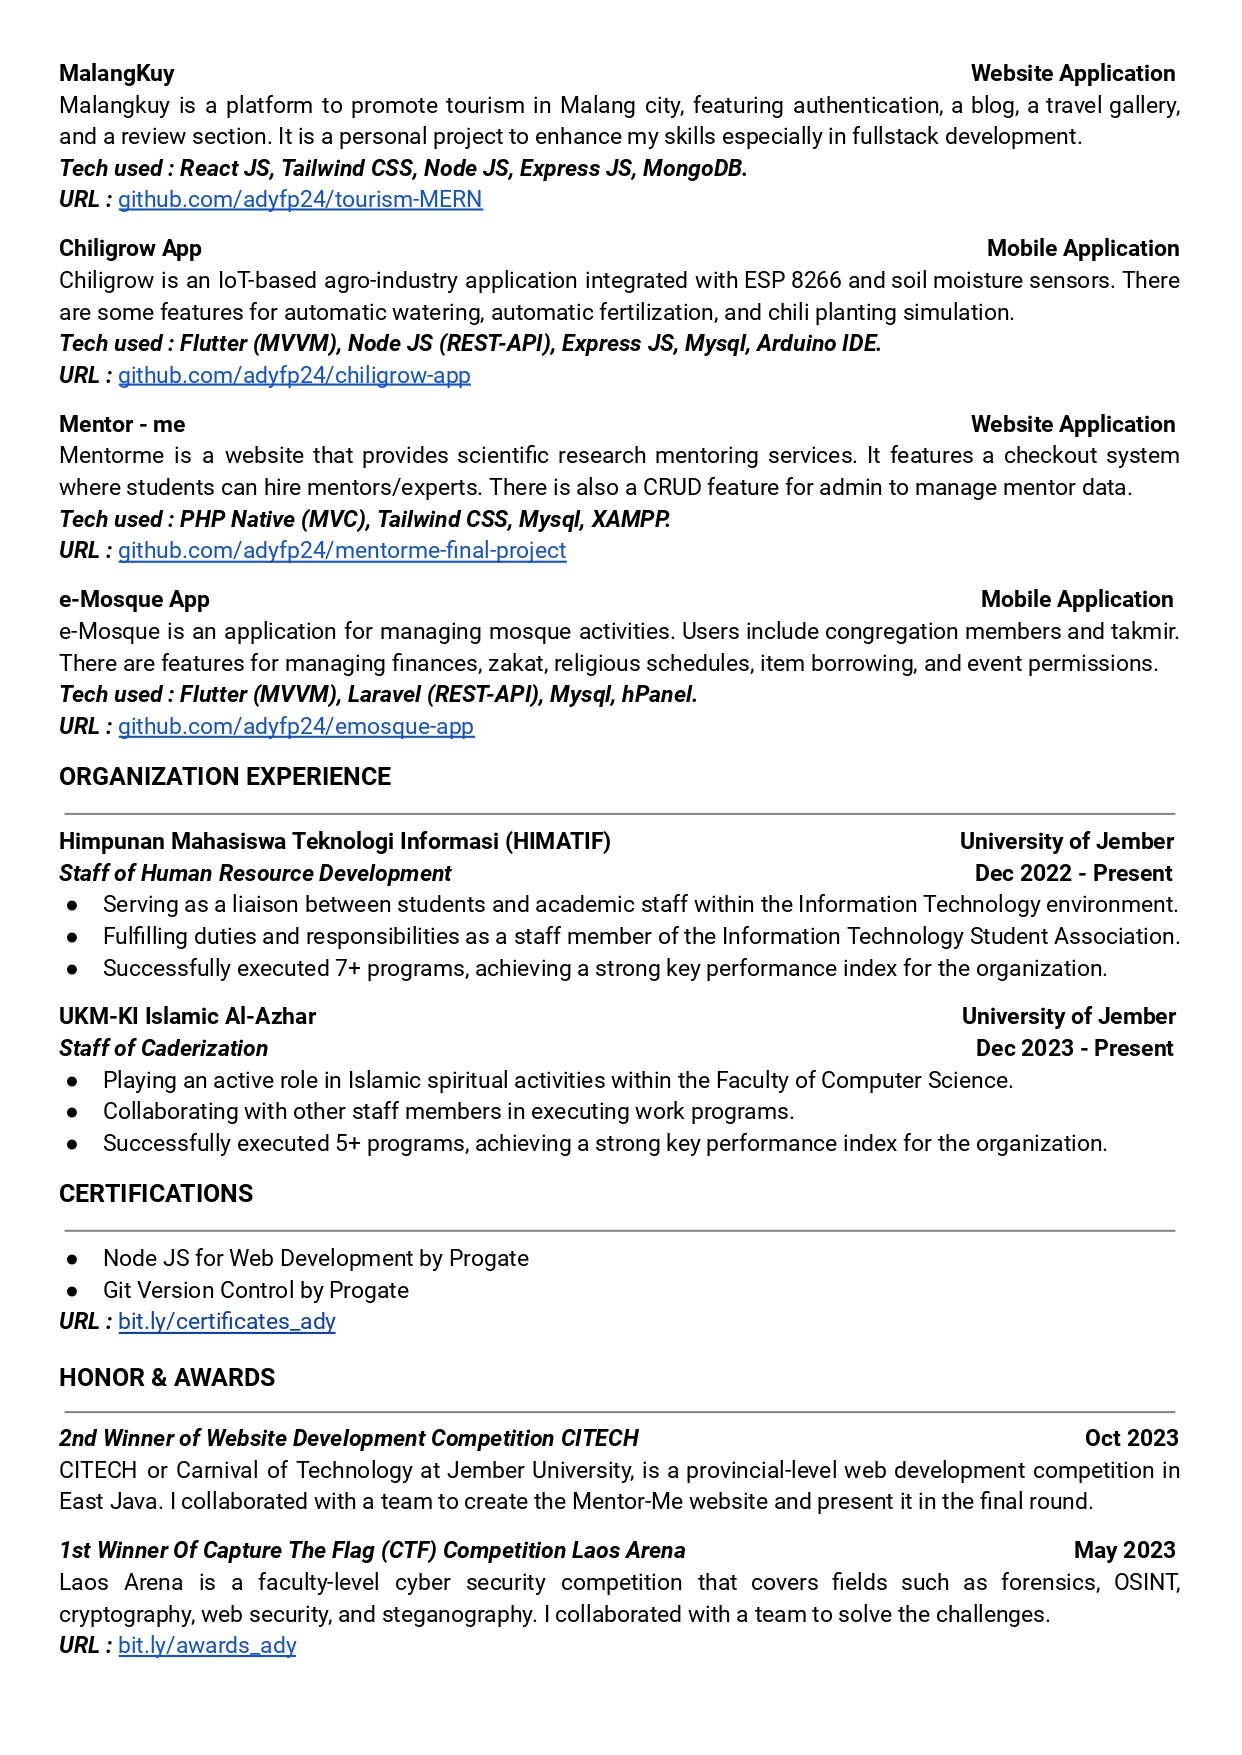 MalangKuy Website Application
Malangkuy is a platform to promote tourism in Malang city, featuring authentication, a blog, a travel gallery,
and a review section. It is a personal project to enhance my skills especially in fullstack development.
Tech used : React JS, Tailwind CSS, Node JS, Express JS, MongoDB.
URL : github.com/adyfp24/tourism-MERN
Chiligrow App Mobile Application
Chiligrow is an IoT-based agro-industry application integrated with ESP 8266 and soil moisture sensors. There
are some features for automatic watering, automatic fertilization, and chili planting simulation.
Tech used : Flutter (MVVM), Node JS (REST-API), Express JS, Mysql, Arduino IDE.
URL : github.com/adyfp24/chiligrow-app
Mentor - me Website Application
Mentorme is a website that provides scientific research mentoring services. It features a checkout system
where students can hire mentors/experts. There is also a CRUD feature for admin to manage mentor data.
Tech used : PHP Native (MVC), Tailwind CSS, Mysql, XAMPP.
URL : github.com/adyfp24/mentorme-final-project
e-Mosque App Mobile Application
e-Mosque is an application for managing mosque activities. Users include congregation members and takmir.
There are features for managing finances, zakat, religious schedules, item borrowing, and event permissions.
Tech used : Flutter (MVVM), Laravel (REST-API), Mysql, hPanel.
URL : github.com/adyfp24/emosque-app
ORGANIZATION EXPERIENCE
Himpunan Mahasiswa Teknologi Informasi (HIMATIF) University of Jember
Staff of Human Resource Development Dec 2022 - Present
● Serving as a liaison between students and academic staff within the Information Technology environment.
● Fulfilling duties and responsibilities as a staff member of the Information Technology Student Association.
● Successfully executed 7+ programs, achieving a strong key performance index for the organization.
UKM-KI Islamic Al-Azhar University of Jember
Staff of Caderization Dec 2023 - Present
● Playing an active role in Islamic spiritual activities within the Faculty of Computer Science.
● Collaborating with other staff members in executing work programs.
● Successfully executed 5+ programs, achieving a strong key performance index for the organization.
CERTIFICATIONS
● Node JS for Web Development by Progate
● Git Version Control by Progate
URL : bit.ly/certificates_ady
HONOR & AWARDS
2nd Winner of Website Development Competition CITECH Oct 2023
CITECH or Carnival of Technology at Jember University, is a provincial-level web development competition in
East Java. I collaborated with a team to create the Mentor-Me website and present it in the final round.
1st Winner Of Capture The Flag (CTF) Competition Laos Arena May 2023
Laos Arena is a faculty-level cyber security competition that covers fields such as forensics, OSINT,
cryptography, web security, and steganography. I collaborated with a team to solve the challenges.
URL : bit.ly/awards_ady